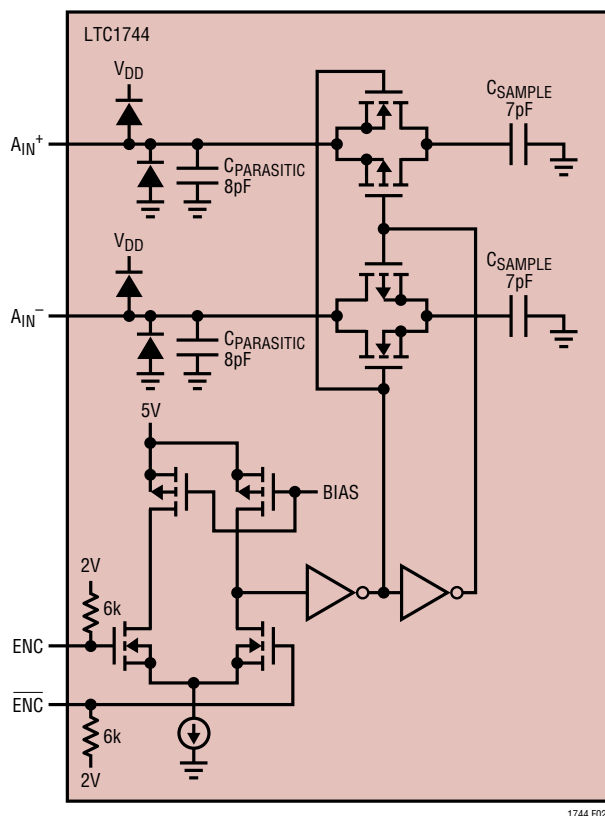 LTC1744
VDD
AIN+
CPARASITIC
8pF
CSAMPLE
7pF
VDD
AIN–
CPARASITIC
8pF
CSAMPLE
7pF
5V
BIAS
2V
6k
ENC
E̅N̅C̅
6k
2V
1744 F02